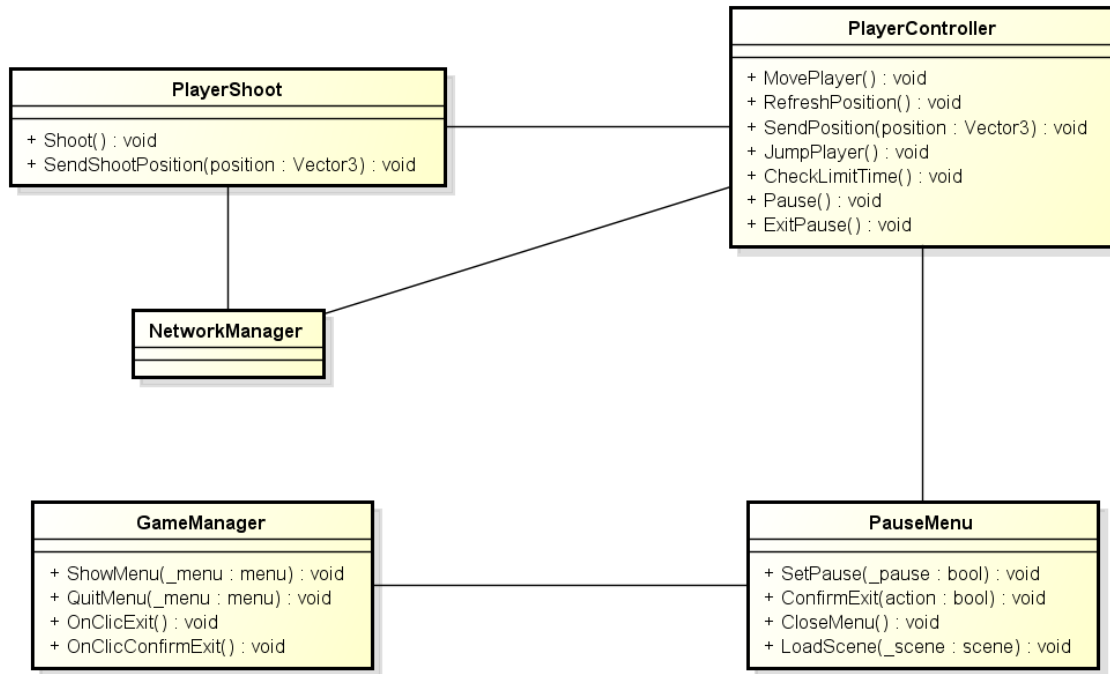 PlayerController
+ MovePlayer() : void
+ RefreshPosition() : void
+ SendPosition(position : Vector3) : void
+ JumpPlayer() : void
+ CheckLimitTime() : void
+ Pause() : void
+ ExitPause() : void
PlayerShoot
+ Shoot() : void
+ SendShootPosition(position : Vector3) : void
NetworkManager
GameManager
+ ShowMenu(_menu : menu) : void
+ QuitMenu(_menu : menu) : void
+ OnClicExit() : void
+ OnClicConfirmExit() : void
PauseMenu
+ SetPause(_pause : bool) : void
+ ConfirmExit(action : bool) : void
+ CloseMenu() : void
+ LoadScene(_scene : scene) : void